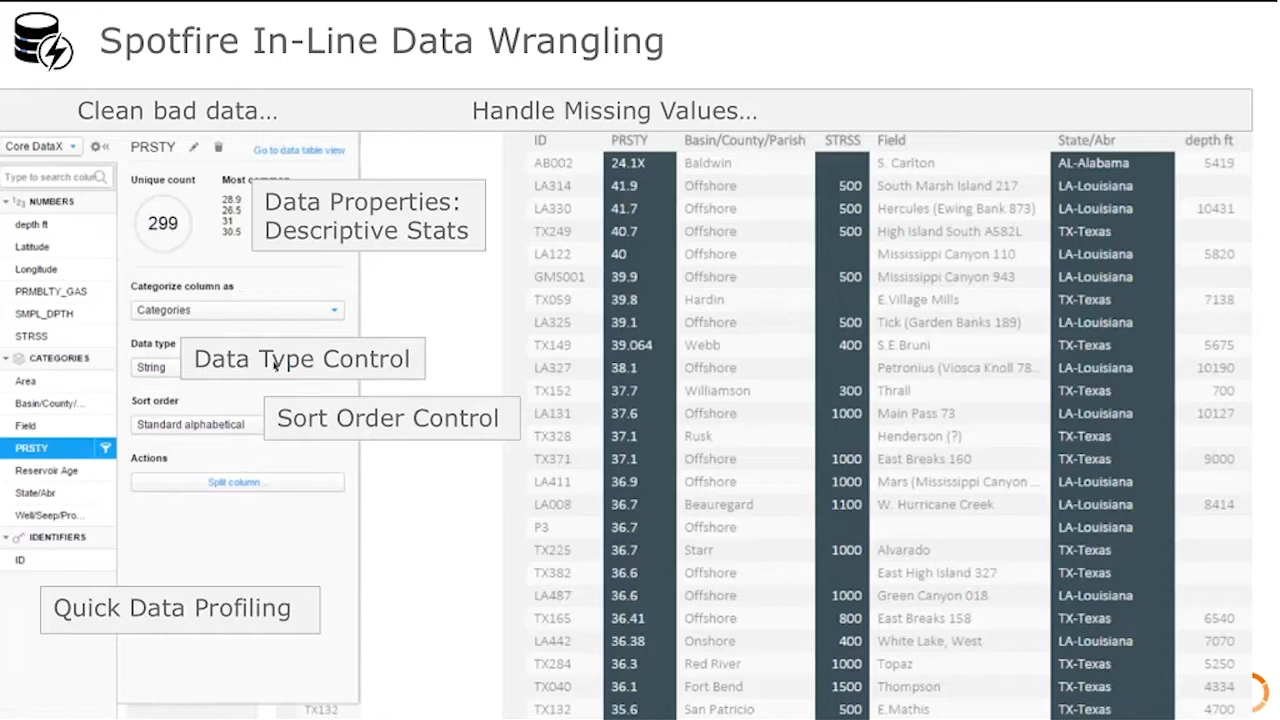 Spotfire In-Line Data Wrangling
Clean bad data…
Handle Missing Values…
Core DataX
PRSTY
Go to data table view
Type to search colun
Unique count
Most common
299
28.9
26.5
31
30.5
Data Properties:
Descriptive Stats
NUMBERS
depth ft
Latitude
Longitude
PRMBLTY_GAS
SMPL_DPTH
STRSS
CATEGORIES
Area
Basin/County/...
Field
PRSTY
Reservoir Age
State/Abr
Well/Seep/Pro...
IDENTIFIERS
ID
Categorize column as
Categories
Data type
String
Data Type Control
Sort order
Standard alphabetical
Sort Order Control
Actions
Split column...
Quick Data Profiling
TX132
ID PRSTY Basin/County/Parish STRSS Field State/Abr depth ft
AB002 24.1X Baldwin S. Carlton AL-Alabama 5419
LA314 41.9 Offshore 500 South Marsh Island 217 LA-Louisiana
LA330 41.7 Offshore 500 Hercules (Ewing Bank 873) LA-Louisiana 10431
TX249 40.7 Offshore 500 High Island South A582L TX-Texas
LA122 40 Offshore Mississippi Canyon 110 LA-Louisiana 5820
GMS001 39.9 Offshore 500 Mississippi Canyon 943 LA-Louisiana
TX059 39.8 Hardin E.Village Mills TX-Texas 7138
LA325 39.1 Offshore 500 Tick (Garden Banks 189) LA-Louisiana
TX149 39.064 Webb 400 S.E.Bruni TX-Texas 5675
LA327 38.1 Offshore Petronius (Viosca Knoll 78... LA-Louisiana 10190
TX152 37.7 Williamson 300 Thrall TX-Texas 700
LA131 37.6 Offshore 1000 Main Pass 73 LA-Louisiana 10127
TX328 37.1 Rusk Henderson (?) TX-Texas
TX371 37.1 Offshore 1000 East Breaks 160 TX-Texas 9000
LA411 36.9 Offshore 1000 Mars (Mississippi Canyon ... LA-Louisiana
LA008 36.7 Beauregard 1100 W. Hurricane Creek LA-Louisiana 8414
P3 36.7 Offshore LA-Louisiana
TX225 36.7 Starr 1000 Alvarado TX-Texas
TX382 36.6 Offshore East High Island 327 TX-Texas
LA487 36.6 Offshore 1000 Green Canyon 018 LA-Louisiana
TX165 36.41 Offshore 800 East Breaks 158 TX-Texas 6540
LA442 36.38 Onshore 400 White Lake, West LA-Louisiana 7070
TX284 36.3 Red River 1000 Topaz TX-Texas 5250
TX040 36.1 Fort Bend 1500 Thompson TX-Texas 4334
TX132 35.6 San Patricio 500 E.Mathis TX-Texas 4700